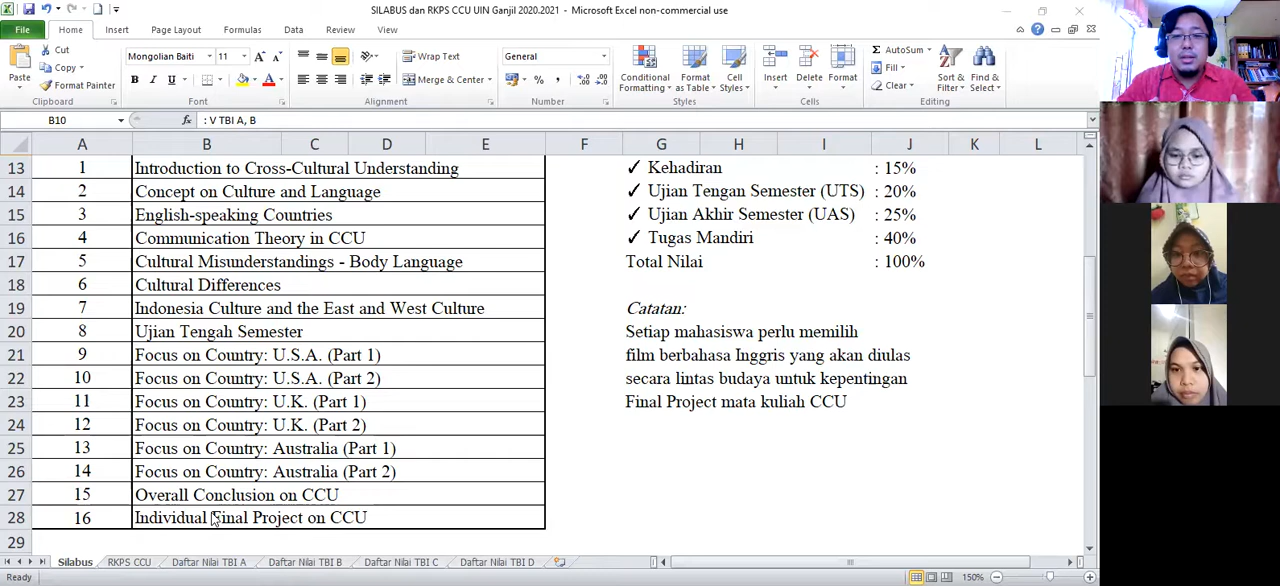 SILABUS dan RKPS CCU UIN Ganjil 2020.2021 - Microsoft Excel non-commercial use
File Home Insert Page Layout Formulas Data Review View
Paste
Cut
Copy
Format Painter
Clipboard
Mongolian Baiti 11
B I U
Font
Wrap Text
Merge & Center
Alignment
General
% ,
Number
Conditional Formatting
Format as Table
Cell Styles
Styles
Insert
Delete
Format
Cells
AutoSum
Fill
Clear
Sort & Filter
Find & Select
Editing
B10 fx : V TBI A, B
A B C D E F G H I J K L
13 1 Introduction to Cross-Cultural Understanding ✓ Kehadiran : 15%
14 2 Concept on Culture and Language ✓ Ujian Tengan Semester (UTS) : 20%
15 3 English-speaking Countries ✓ Ujian Akhir Semester (UAS) : 25%
16 4 Communication Theory in CCU ✓ Tugas Mandiri : 40%
17 5 Cultural Misunderstandings - Body Language Total Nilai : 100%
18 6 Cultural Differences
19 7 Indonesia Culture and the East and West Culture Catatan:
20 8 Ujian Tengah Semester Setiap mahasiswa perlu memilih
21 9 Focus on Country: U.S.A. (Part 1) film berbahasa Inggris yang akan diulas
22 10 Focus on Country: U.S.A. (Part 2) secara lintas budaya untuk kepentingan
23 11 Focus on Country: U.K. (Part 1) Final Project mata kuliah CCU
24 12 Focus on Country: U.K. (Part 2)
25 13 Focus on Country: Australia (Part 1)
26 14 Focus on Country: Australia (Part 2)
27 15 Overall Conclusion on CCU
28 16 Individual Final Project on CCU
29
Silabus RKPS CCU Daftar Nilai TBI A Daftar Nilai TBI B Daftar Nilai TBI C Daftar Nilai TBI D
Ready 150%